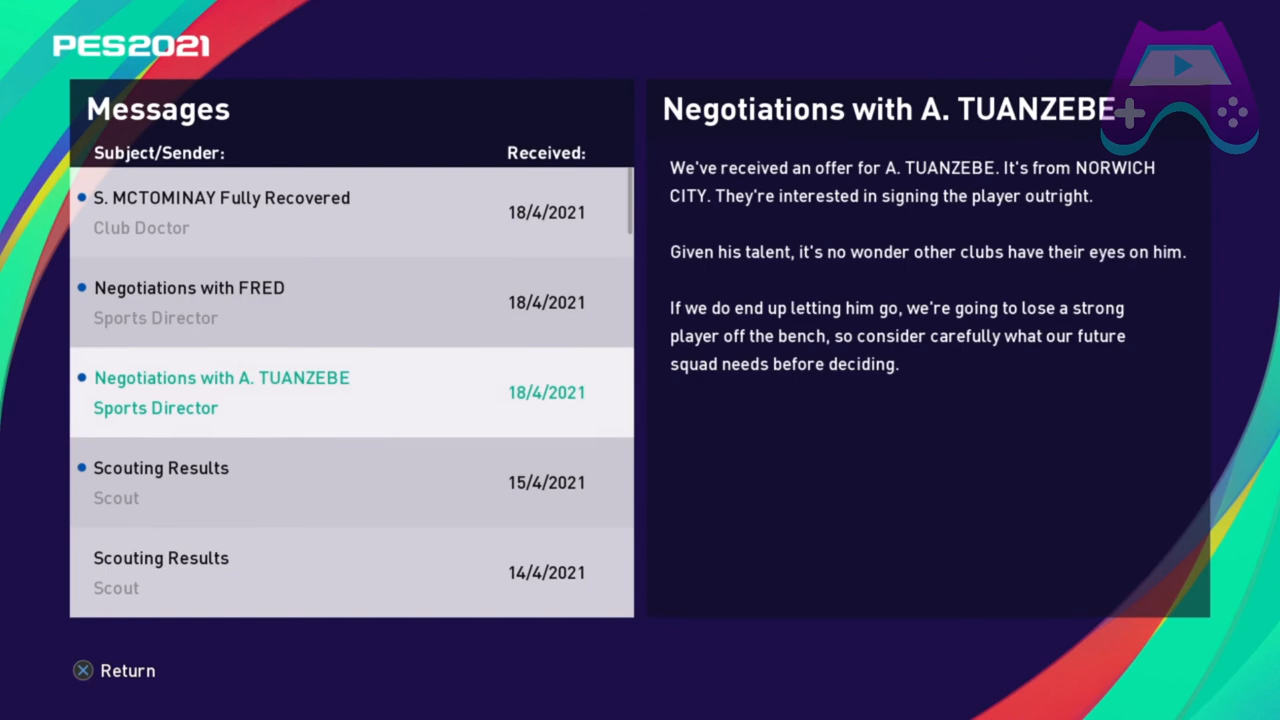 PES2021
Messages
Subject/Sender:
Received:
S. MCTOMINAY Fully Recovered
Club Doctor
18/4/2021
Negotiations with FRED
Sports Director
18/4/2021
Negotiations with A. TUANZEBE
Sports Director
18/4/2021
Scouting Results
Scout
15/4/2021
Scouting Results
Scout
14/4/2021
Negotiations with A. TUANZEBE
We've received an offer for A. TUANZEBE. It's from NORWICH
CITY. They're interested in signing the player outright.
Given his talent, it's no wonder other clubs have their eyes on him.
If we do end up letting him go, we're going to lose a strong
player off the bench, so consider carefully what our future
squad needs before deciding.
Return